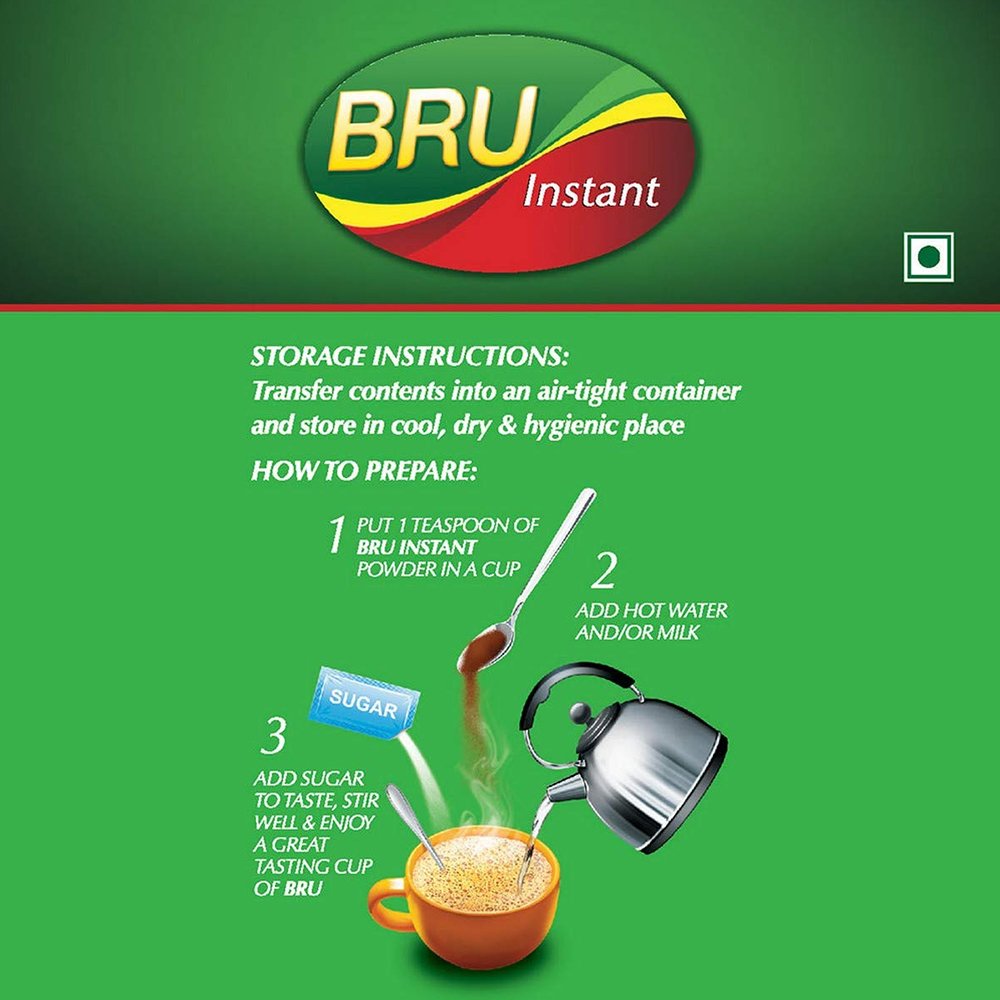 BRU
Instant
STORAGE INSTRUCTIONS:
Transfer contents into an air-tight container
and store in cool, dry & hygienic place
HOW TO PREPARE:
1
PUT 1 TEASPOON OF
BRU INSTANT
POWDER IN A CUP
2
ADD HOT WATER
AND/OR MILK
SUGAR
3
ADD SUGAR
TO TASTE, STIR
WELL & ENJOY
A GREAT
TASTING CUP
OF BRU